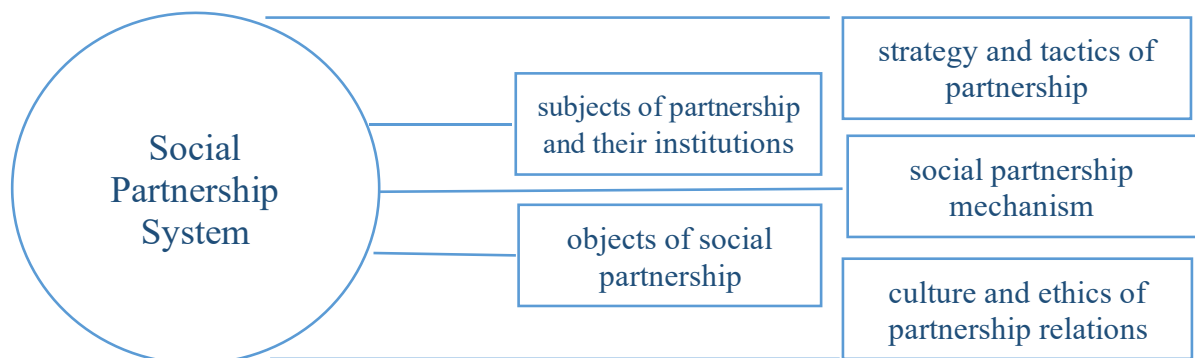 Social
Partnership
System
subjects of partnership
and their institutions
objects of social
partnership
strategy and tactics of
partnership
social partnership
mechanism
culture and ethics of
partnership relations